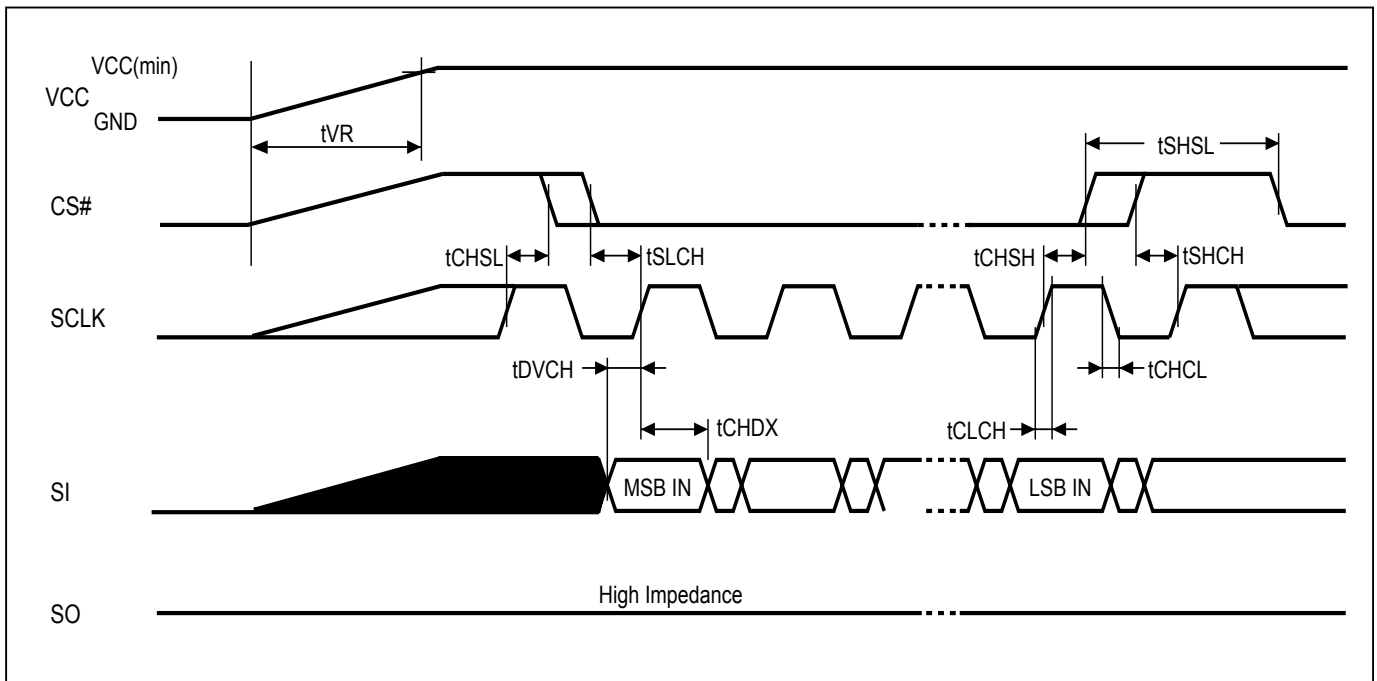 VCC(min)
VCC
GND
tVR
tSHSL
CS#
tCHSL
tSLCH
tCHSH
tSHCH
SCLK
tDVCH
tCHCL
tCHDX
tCLCH
SI
MSB IN
LSB IN
High Impedance
SO